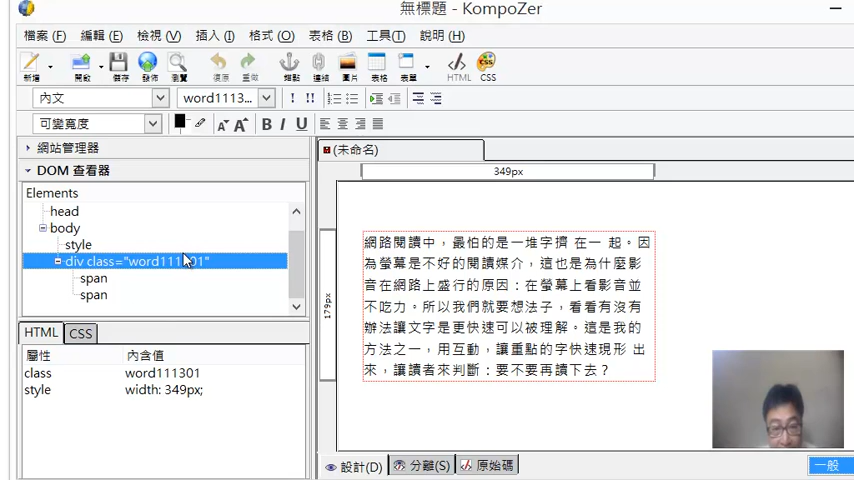 無標題 - KompoZer
檔案 (F) 編輯 (E) 檢視 (V) 插入 (I) 格式 (O) 表格 (B) 工具(T) 說明 (H)
新增 開啟 儲存 發佈 瀏覽 復原 重做 錨點 連結 圖片 表格 表單 HTML CSS
內文 word1113... ! !!
可變寬度 A A B I U
網站管理器
DOM 查看器
Elements
head
body
style
div class="word111301"
span
span
HTML CSS
屬性 內含值
class word111301
style width: 349px;
(未命名)
349px
179px
網路閱讀中，最怕的是一堆字擠 在一 起。因
為螢幕是不好的閱讀媒介，這也是為什麼影
音在網路上盛行的原因：在螢幕上看影音並
不吃力。所以我們就要想法子，看看有沒有
辦法讓文字是更快速可以被理解。這是我的
方法之一，用互動，讓重點的字快速現形 出
來，讓讀者來判斷：要不要再讀下去？
設計(D) 分離(S) 原始碼
一般